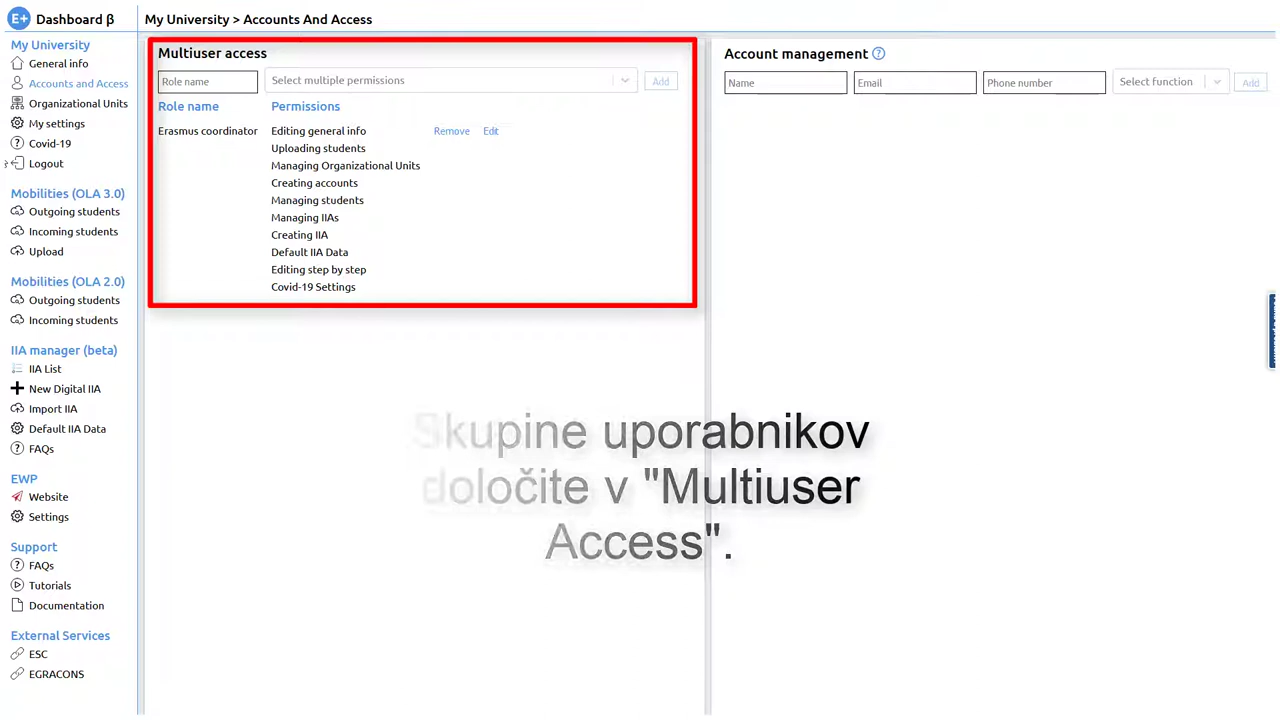 E+ Dashboard β
My University
General info
Accounts and Access
Organizational Units
My settings
Covid-19
Logout
Mobilities (OLA 3.0)
Outgoing students
Incoming students
Upload
Mobilities (OLA 2.0)
Outgoing students
Incoming students
IIA manager (beta)
IIA List
New Digital IIA
Import IIA
Default IIA Data
FAQs
EWP
Website
Settings
Support
FAQs
Tutorials
Documentation
External Services
ESC
EGRACONS
My University > Accounts And Access
Multiuser access
Role name Select multiple permissions Add
Role name Permissions
Erasmus coordinator Editing general info Remove Edit
Uploading students
Managing Organizational Units
Creating accounts
Managing students
Managing IIAs
Creating IIA
Default IIA Data
Editing step by step
Covid-19 Settings
Account management ?
Name Email Phone number Select function Add
Skupine uporabnikov
določite v "Multiuser
Access".